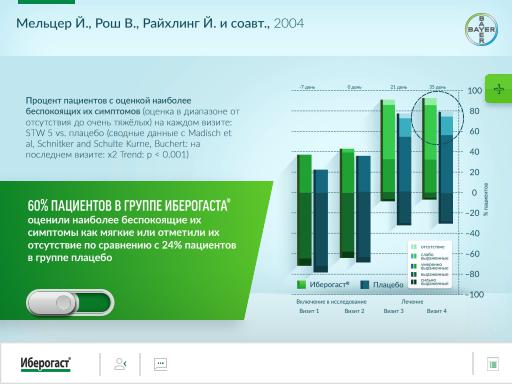 Мельцер Й., Рош В., Райхлинг Й. и соавт., 2004
BAYER
BAYER
Процент пациентов с оценкой наиболее
беспокоящих их симптомов (оценка в диапазоне от
отсутствия до очень тяжёлых) на каждом визите:
STW 5 vs. плацебо (сводные данные с Madisch et
al, Schnitker and Schulte Kurne, Buchert: на
последнем визите: x2 Trend: p < 0.001)
60% ПАЦИЕНТОВ В ГРУППЕ ИБЕРОГАСТА®
оценили наиболее беспокоящие их
симптомы как мягкие или отметили их
отсутствие по сравнению с 24% пациентов
в группе плацебо
-7 день 0 день 21 день 35 день
100
80
60
40
20
0
-20
-40
-60
-80
-100
% пациентов
отсутствие
слабо
выраженные
умеренно
выраженные
выраженные
сильно
выраженные
Иберогаст® Плацебо
Включение в исследование Лечение
Визит 1 Визит 2 Визит 3 Визит 4
Иберогаст®